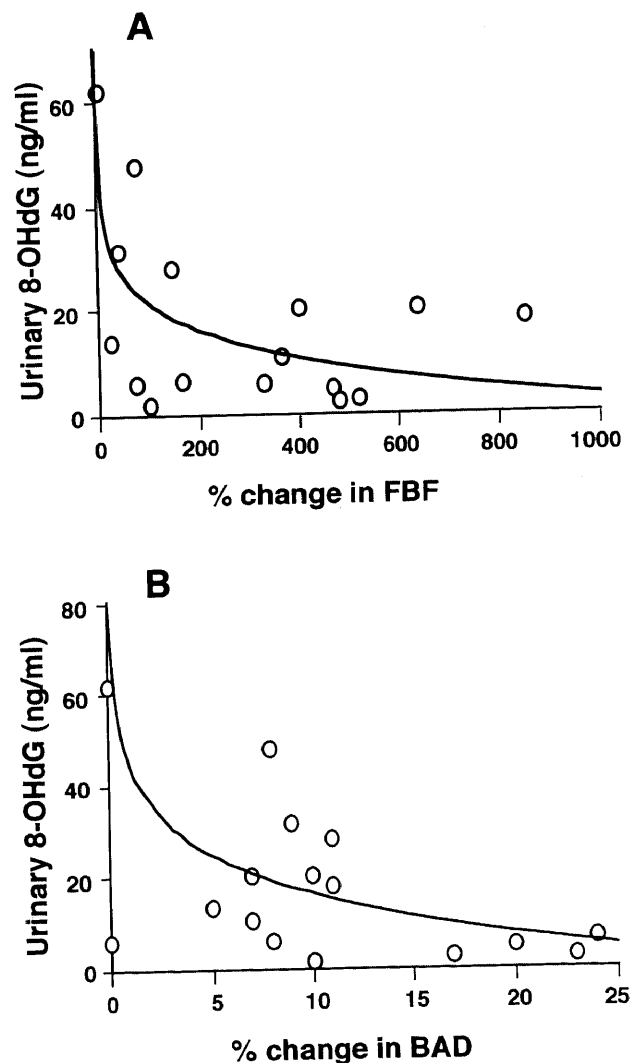 A
Urinary 8-OHdG (ng/ml)
60
40
20
0
0 200 400 600 800 1000
% change in FBF
B
Urinary 8-OHdG (ng/ml)
80
60
40
20
0
0 5 10 15 20 25
% change in BAD